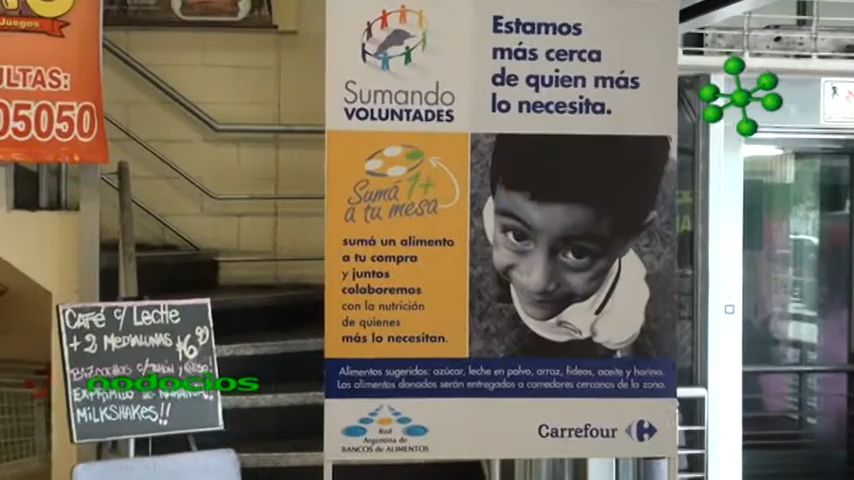 Juegos
ULTAS:
05050
Sumando
VOLUNTADES
Estamos
más cerca
de quien más
lo necesita.
Sumá 1+
a tu mesa
sumá un alimento
a tu compra
y juntos
colaboremos
con la nutrición
de quienes
más lo necesitan.
Alimentos sugeridos: azúcar, leche en polvo, arroz, fideos, aceite y harina.
Los alimentos donados serán entregados a comedores cercanos de la zona.
Red
Argentina de
BANCOS de ALIMENTOS
Carrefour
CAFÉ c/ LECHE
+ 2 MEDIALUNAS $6
nodocios
EXPRIMIDO DE
MILKSHAKES!!